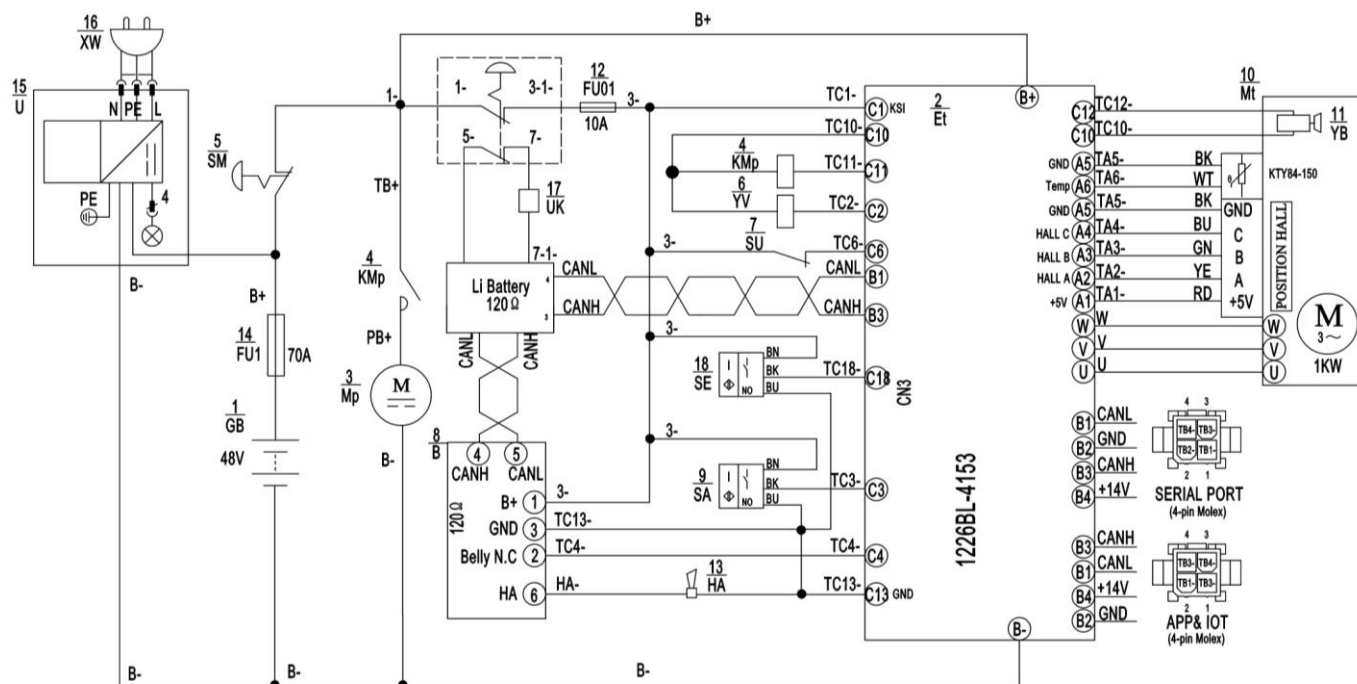 16
XW
15
U
N PE L
PE
4
5
SM
B-
B+
14
FU1
70A
1
GB
48V
B-
B-
B+
1-
1-
3-1-
12
FU01
10A
3-
5-
7-
TB+
17
UK
7-1-
4
KMp
Li Battery
120Ω
4
3
CANL
CANH
PB+
3
Mp
M
B-
CANL
CANH
8
B
4
5
CANH
CANL
120Ω
B+ 1
3-
GND 3
TC13-
Belly N.C 2
TC4-
HA 6
HA-
13
HA
B-
2
Et
TC1-
C1 KSI
TC10-
C10
4
KMp
TC11-
C11
6
YV
TC2-
C2
7
SU
3-
TC6-
C6
CANL
B1
CANH
B3
3-
18
SE
BN
BK
BU
NO
TC18-
C18
CN3
3-
9
SA
BN
BK
BU
NO
TC3-
C3
TC4-
C4
TC13-
C13 GND
1226BL-4153
B+
B-
C12 TC12-
C10 TC10-
GND A5 TA5- BK
Temp A6 TA6- WT
GND A5 TA5- BK GND
HALL C A4 TA4- BU C
HALL B A3 TA3- GN B
HALL A A2 TA2- YE A
+5V A1 TA1- RD +5V
W W W
V V V
U U U
10
Mt
11
YB
θ
KTY84-150
POSITION HALL
M
3~
1KW
B1 CANL
B2 GND
B3 CANH
B4 +14V
4 3
TB4- TB3-
TB2- TB1-
2 1
SERIAL PORT
(4-pin Molex)
B3 CANH
B1 CANL
B4 +14V
B2 GND
4 3
TB3- TB4-
TB1- TB3-
2 1
APP& IOT
(4-pin Molex)